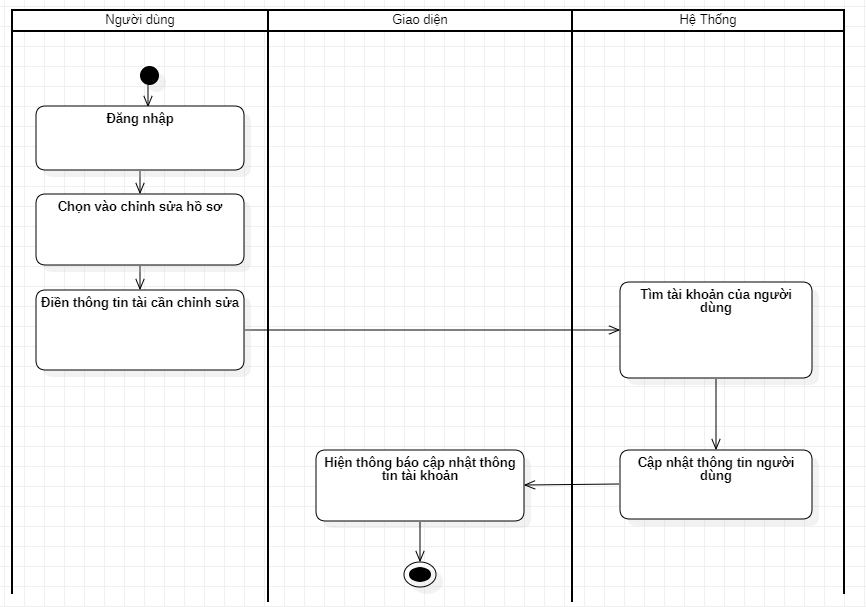 Người dùng
Giao diện
Hệ Thống
Đăng nhập
Chọn vào chỉnh sửa hồ sơ
Điền thông tin tài cần chỉnh sửa
Tìm tài khoản của người
dùng
Hiện thông báo cập nhật thông
tin tài khoản
Cập nhật thông tin người
dùng